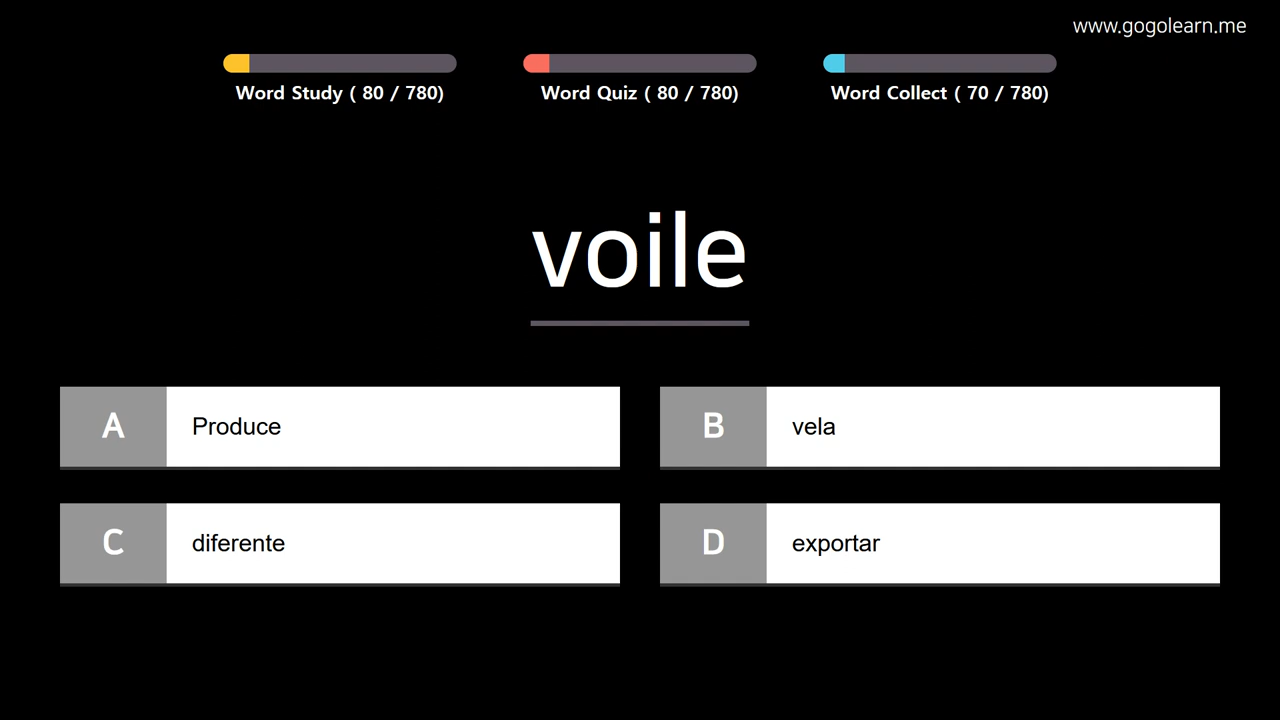 www.gogolearn.me
Word Study ( 80 / 780)
Word Quiz ( 80 / 780)
Word Collect ( 70 / 780)
voile
A Produce
B vela
C diferente
D exportar